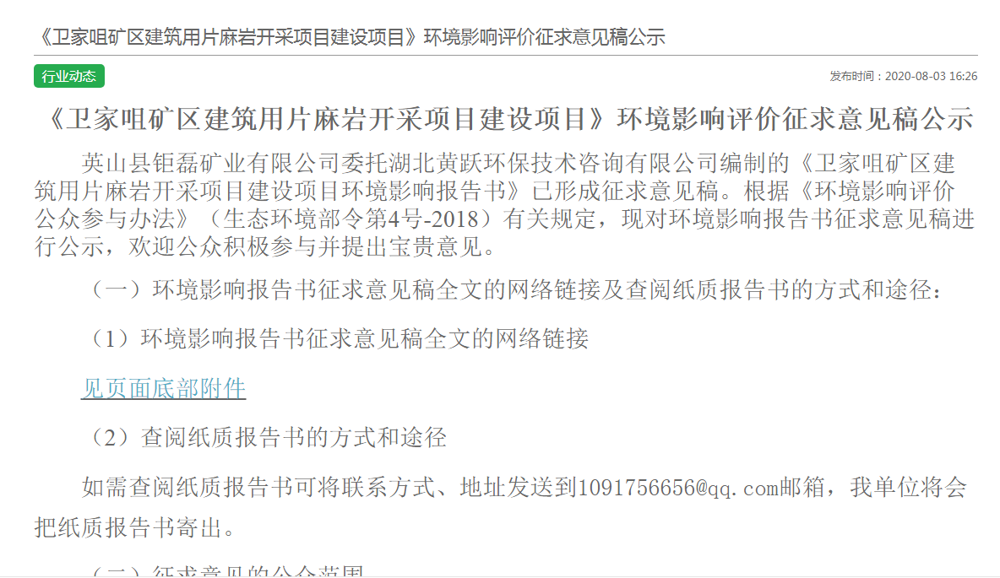 《卫家咀矿区建筑用片麻岩开采项目建设项目》环境影响评价征求意见稿公示
行业动态
发布时间：2020-08-03 16:26
《卫家咀矿区建筑用片麻岩开采项目建设项目》环境影响评价征求意见稿公示
英山县钜磊矿业有限公司委托湖北黄跃环保技术咨询有限公司编制的《卫家咀矿区建
筑用片麻岩开采项目建设项目环境影响报告书》已形成征求意见稿。根据《环境影响评价
公众参与办法》（生态环境部令第4号-2018）有关规定，现对环境影响报告书征求意见稿进
行公示，欢迎公众积极参与并提出宝贵意见。
（一）环境影响报告书征求意见稿全文的网络链接及查阅纸质报告书的方式和途径：
（1）环境影响报告书征求意见稿全文的网络链接
见页面底部附件
（2）查阅纸质报告书的方式和途径
如需查阅纸质报告书可将联系方式、地址发送到1091756656@qq.com邮箱，我单位将会
把纸质报告书寄出。
（二）征求意见的公众范围